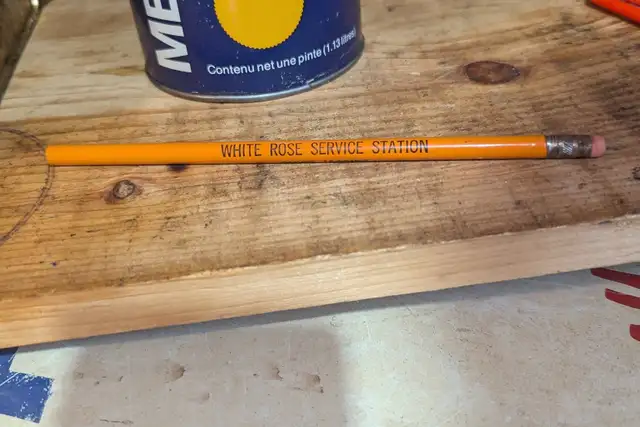 ME
Contenu net une pinte (1.13 litres)
WHITE ROSE SERVICE STATION